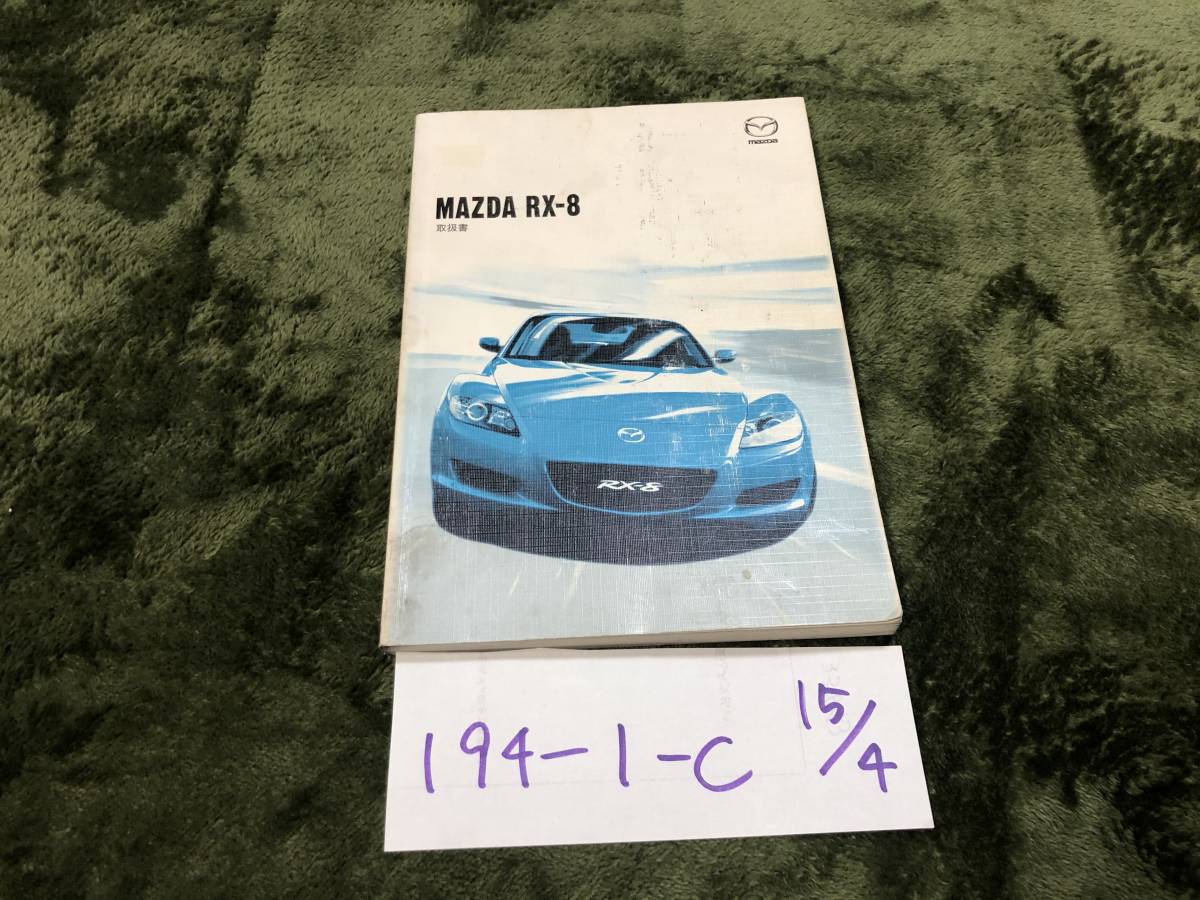 mazda
MAZDA RX-8
取扱書
RX-8
194-1-C 15/4